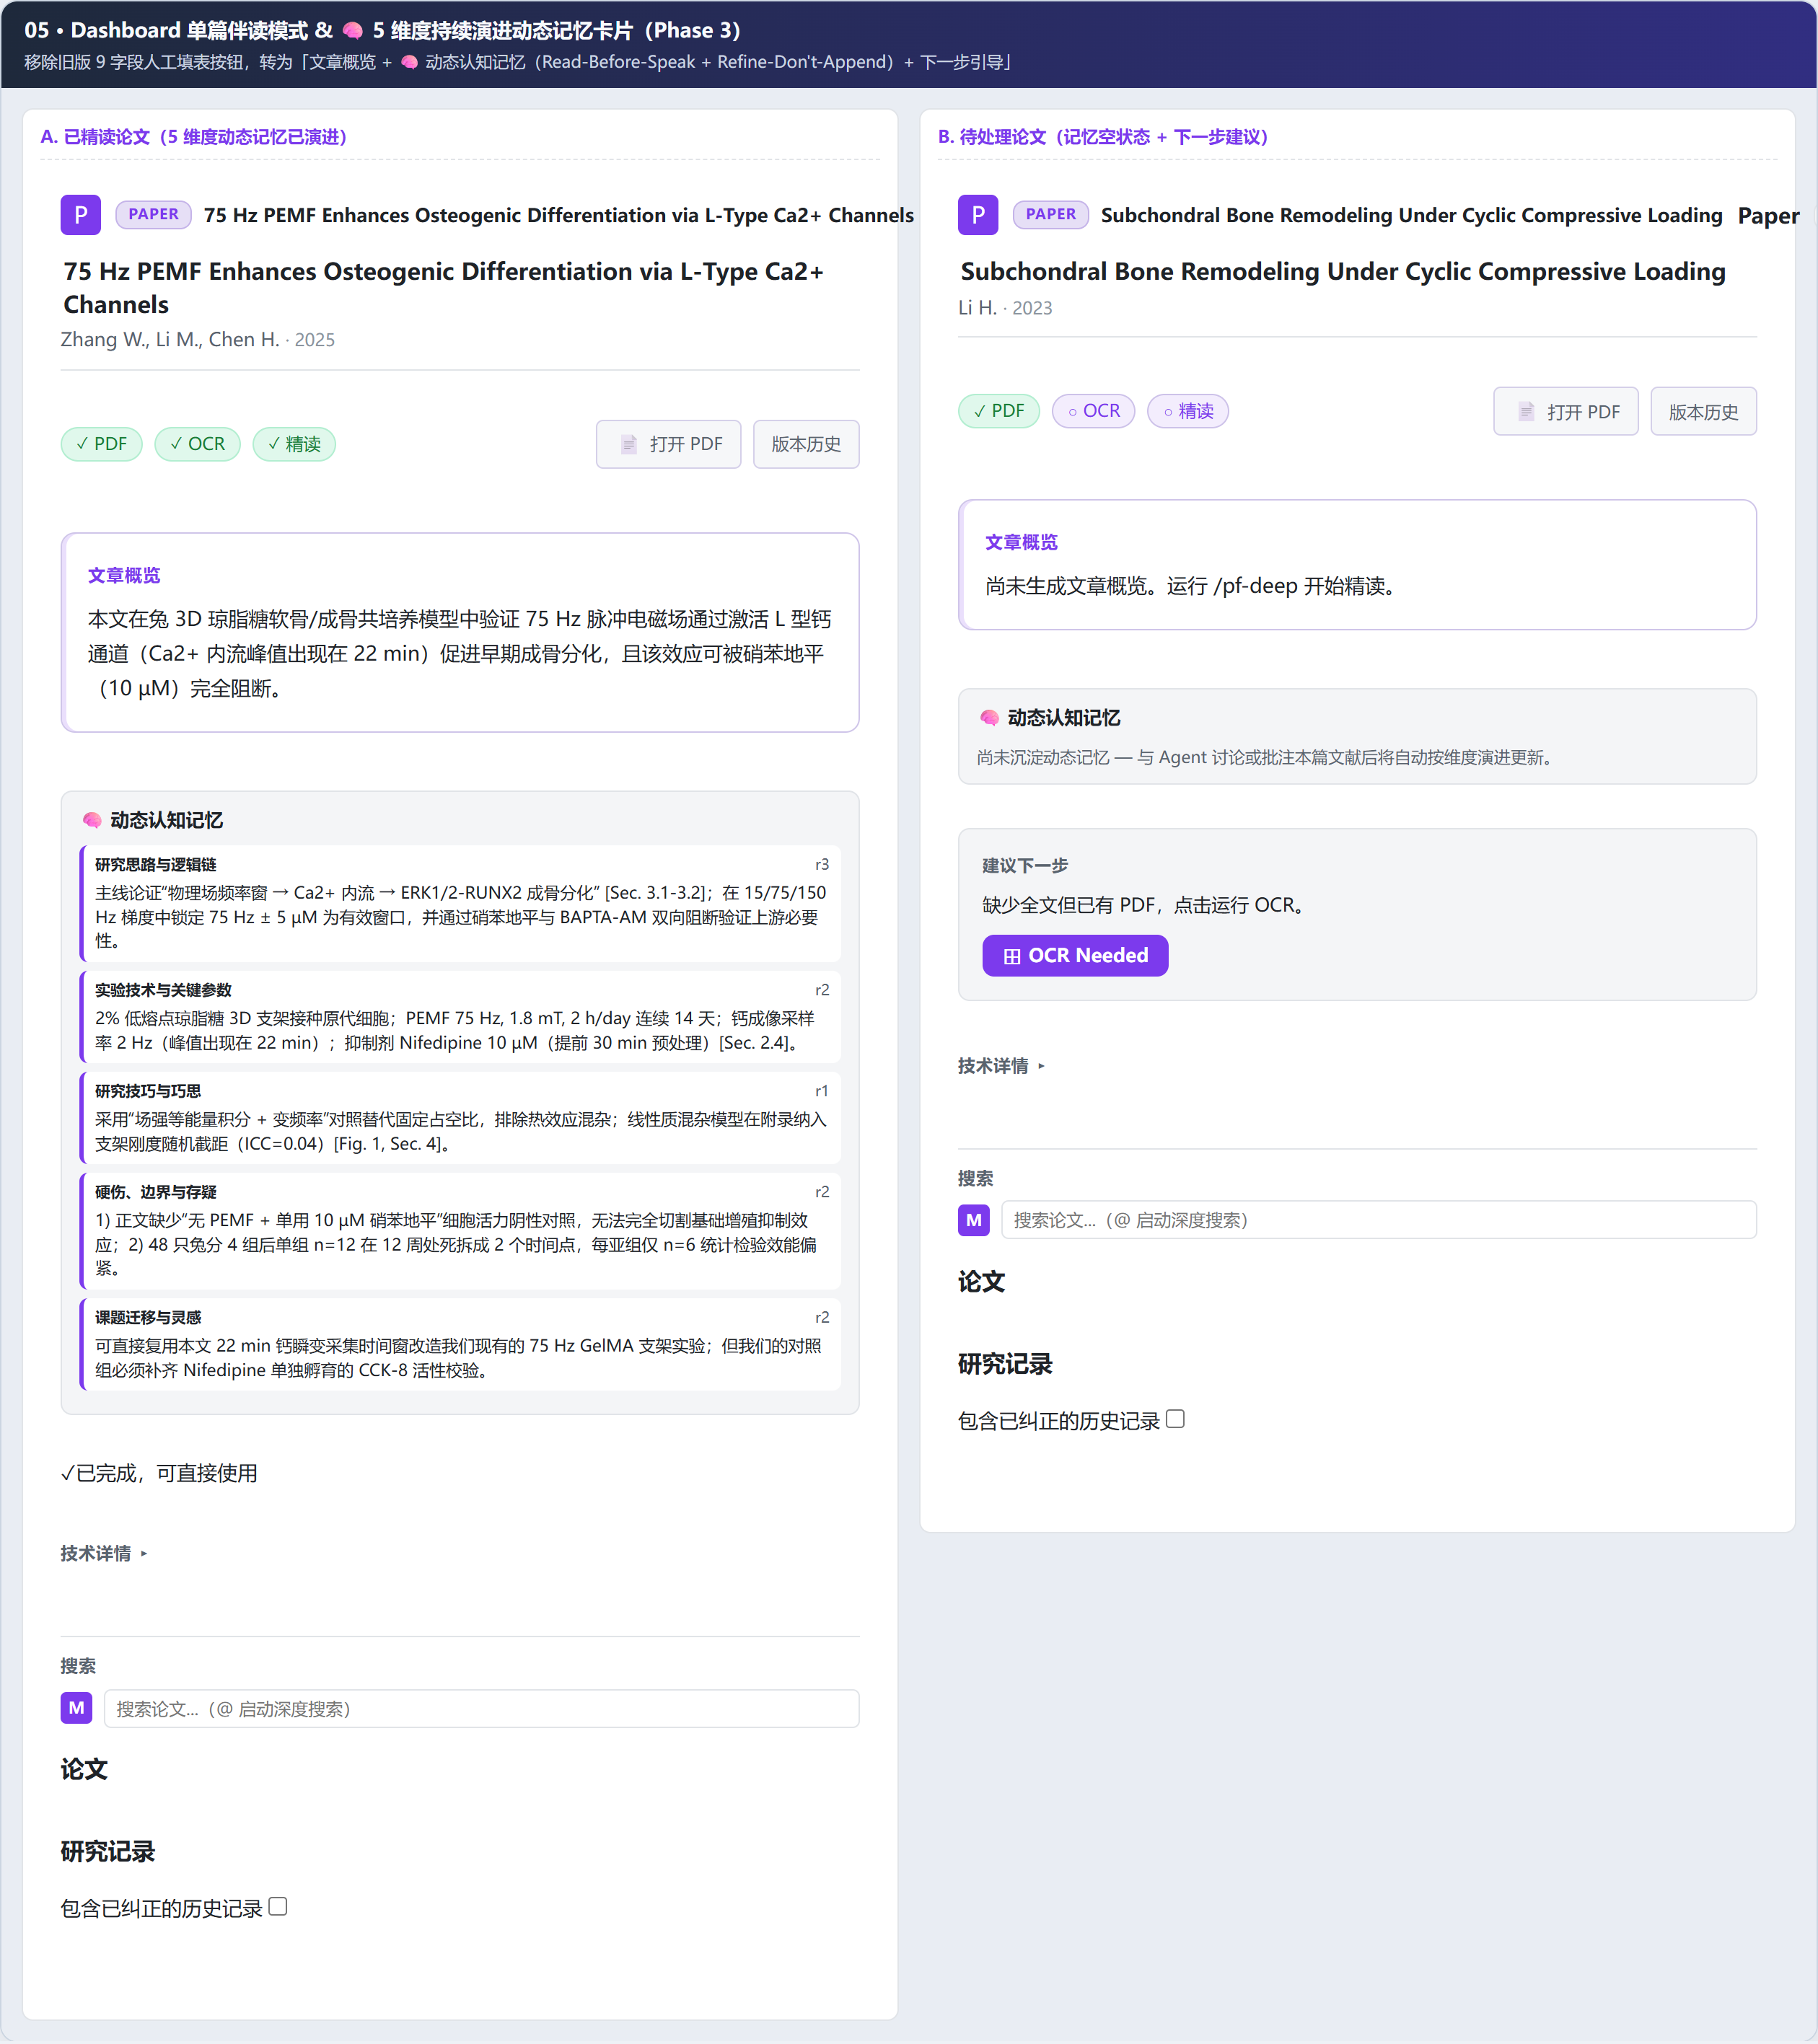 05 • Dashboard 单篇伴读模式 & 🧠 5 维度持续演进动态记忆卡片（Phase 3）
移除旧版 9 字段人工填表按钮，转为「文章概览 + 🧠 动态认知记忆（Read-Before-Speak + Refine-Don't-Append）+ 下一步引导」
A. 已精读论文（5 维度动态记忆已演进）
P PAPER 75 Hz PEMF Enhances Osteogenic Differentiation via L-Type Ca2+ Channels
75 Hz PEMF Enhances Osteogenic Differentiation via L-Type Ca2+
Channels
Zhang W., Li M., Chen H. · 2025
✓ PDF ✓ OCR ✓ 精读 📄 打开 PDF 版本历史
文章概览
本文在兔 3D 琼脂糖软骨/成骨共培养模型中验证 75 Hz 脉冲电磁场通过激活 L 型钙
通道（Ca2+ 内流峰值出现在 22 min）促进早期成骨分化，且该效应可被硝苯地平
（10 μM）完全阻断。
🧠 动态认知记忆
研究思路与逻辑链 r3
主线论证“物理场频率窗 → Ca2+ 内流 → ERK1/2-RUNX2 成骨分化” [Sec. 3.1-3.2]；在 15/75/150
Hz 梯度中锁定 75 Hz ± 5 μM 为有效窗口，并通过硝苯地平与 BAPTA-AM 双向阻断验证上游必要
性。
实验技术与关键参数 r2
2% 低熔点琼脂糖 3D 支架接种原代细胞；PEMF 75 Hz, 1.8 mT, 2 h/day 连续 14 天；钙成像采样
率 2 Hz（峰值出现在 22 min）；抑制剂 Nifedipine 10 μM（提前 30 min 预处理）[Sec. 2.4]。
研究技巧与巧思 r1
采用“场强等能量积分 + 变频率”对照替代固定占空比，排除热效应混杂；线性质混杂模型在附录纳入
支架刚度随机截距（ICC=0.04）[Fig. 1, Sec. 4]。
硬伤、边界与存疑 r2
1) 正文缺少“无 PEMF + 单用 10 μM 硝苯地平”细胞活力阴性对照，无法完全切割基础增殖抑制效
应；2) 48 只兔分 4 组后单组 n=12 在 12 周处死拆成 2 个时间点，每亚组仅 n=6 统计检验效能偏
紧。
课题迁移与灵感 r2
可直接复用本文 22 min 钙瞬变采集时间窗改造我们现有的 75 Hz GelMA 支架实验；但我们的对照
组必须补齐 Nifedipine 单独孵育的 CCK-8 活性校验。
✓已完成，可直接使用
技术详情 ▸
搜索
M 搜索论文...（@ 启动深度搜索）
论文
研究记录
包含已纠正的历史记录
B. 待处理论文（记忆空状态 + 下一步建议）
P PAPER Subchondral Bone Remodeling Under Cyclic Compressive Loading Paper
Subchondral Bone Remodeling Under Cyclic Compressive Loading
Li H. · 2023
✓ PDF ○ OCR ○ 精读 📄 打开 PDF 版本历史
文章概览
尚未生成文章概览。运行 /pf-deep 开始精读。
🧠 动态认知记忆
尚未沉淀动态记忆 — 与 Agent 讨论或批注本篇文献后将自动按维度演进更新。
建议下一步
缺少全文但已有 PDF，点击运行 OCR。
OCR Needed
技术详情 ▸
搜索
M 搜索论文...（@ 启动深度搜索）
论文
研究记录
包含已纠正的历史记录